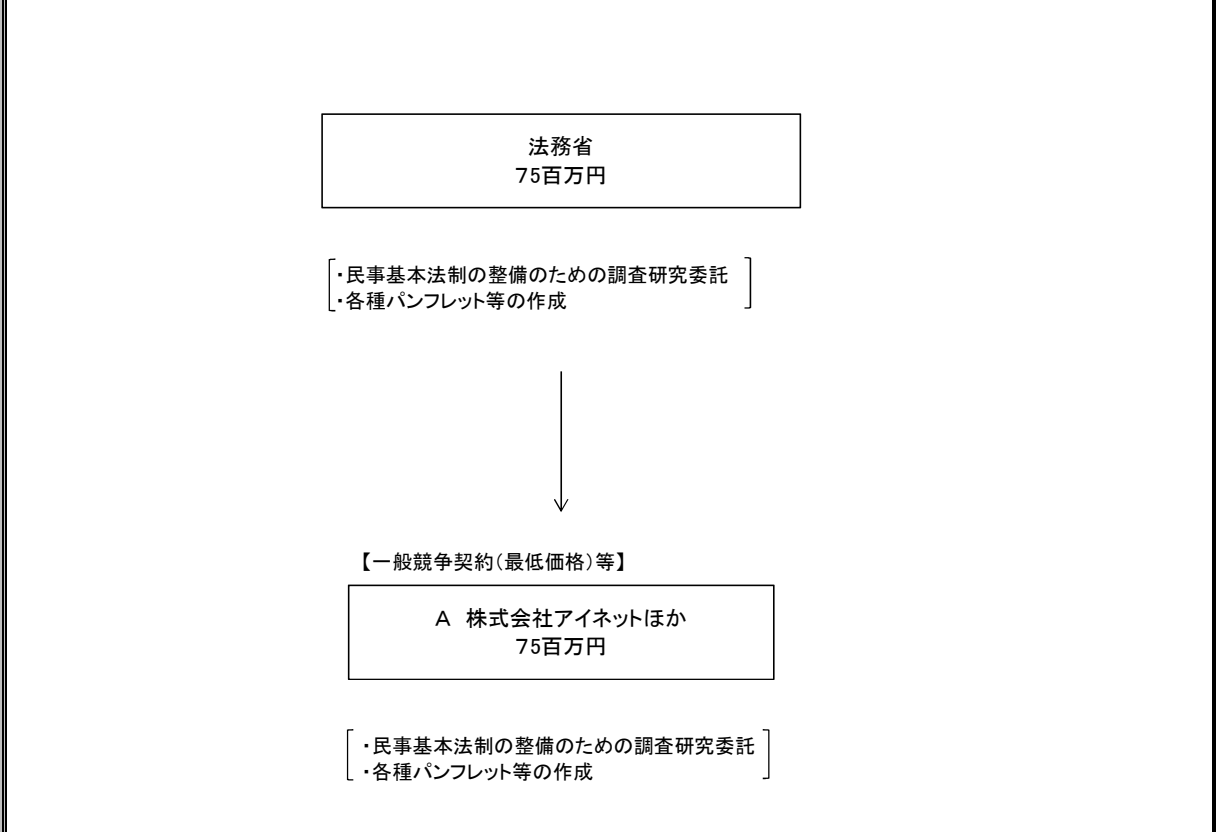 法務省
75百万円
・民事基本法制の整備のための調査研究委託
・各種パンフレット等の作成
【一般競争契約(最低価格)等】
A　株式会社アイネットほか
75百万円
・民事基本法制の整備のための調査研究委託
・各種パンフレット等の作成